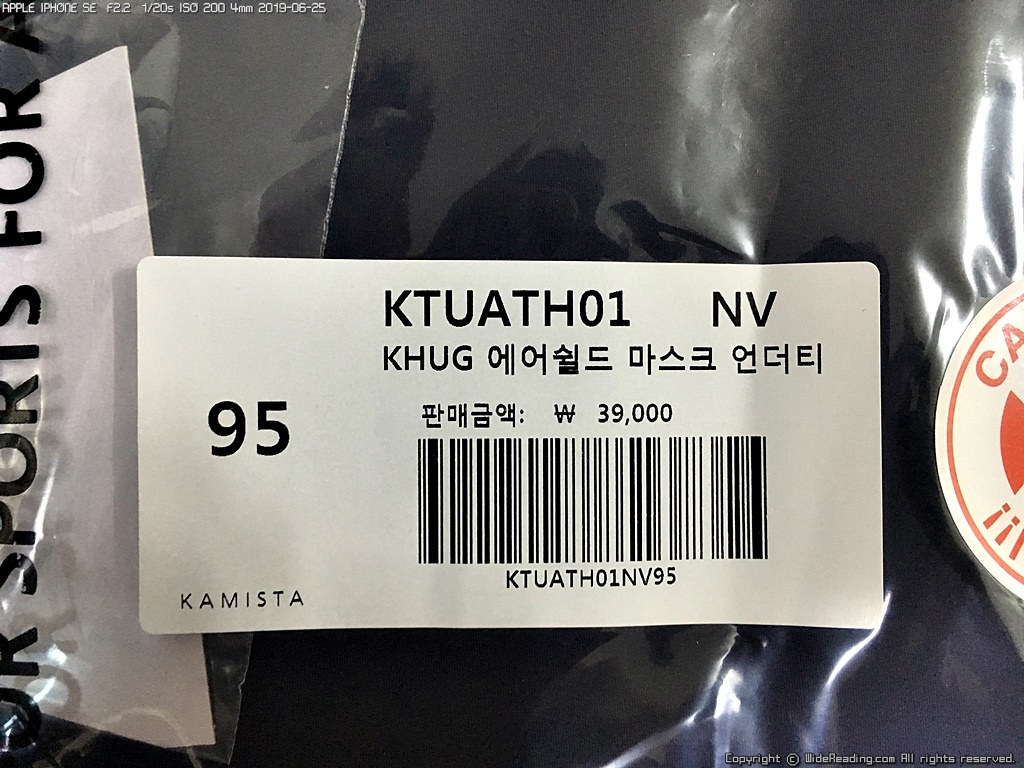 APPLE IPHONE SE F2.2 1/20s ISO 200 4mm 2019-06-25
KTUATH01 NV
KHUG 에어쉴드 마스크 언더티
95
판매금액: ₩ 39,000
KTUATH01NV95
KAMISTA
SPORTS FOR
CA
Copyright © WideReading.com All rights reserved.